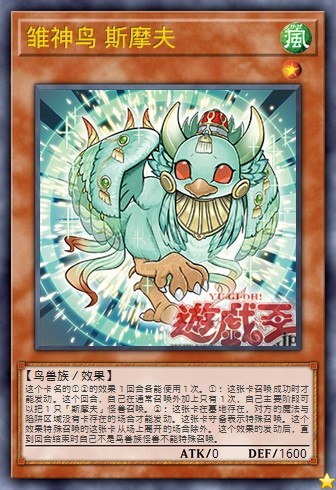 雏神鸟 斯摩夫
風
YU-GI-OH!
遊戯王
【鸟兽族／效果】
这个卡名的①②的效果１回合各能使用１次。①：这张卡召唤成功时才
能发动。这个回合，自己在通常召唤外加上只有１次，自己主要阶段可
以把１只「斯摩夫」怪兽召唤。②：这张卡在墓地存在，对方的魔法与
陷阱区域没有卡存在的场合才能发动。这张卡守备表示特殊召唤。这个
效果特殊召唤的这张卡从场上离开的场合除外。这个效果的发动后，直
到回合结束时自己不是鸟兽族怪兽不能特殊召唤。
ATK/0 DEF/1600